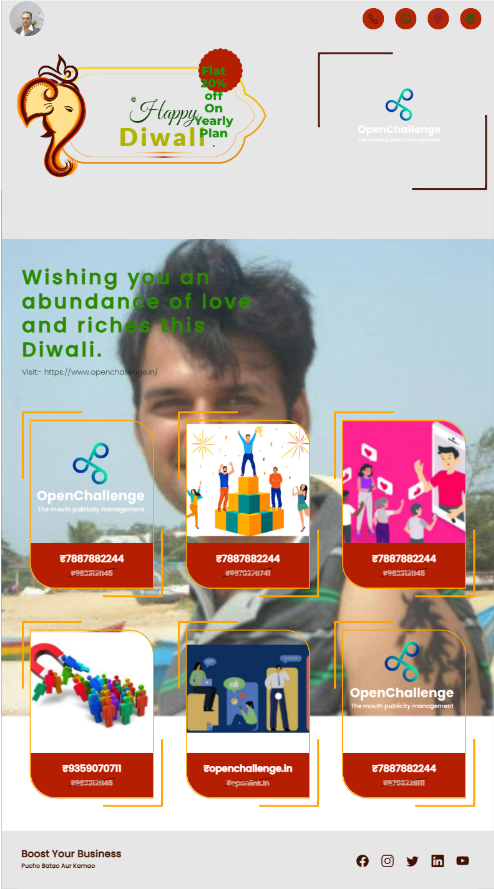 Flat
20%
off
On
Yearly
Plan
.
Happy
Diwali
OpenChallenge
The mouth publicity management
Wishing you an
abundance of love
and riches this
Diwali.
Visit:- https://www.openchallenge.in/
OpenChallenge
The mouth publicity management
₹7887882244
₹9823121145
₹7887882244
₹9970276741
₹7887882244
₹9823121145
OpenChallenge
The mouth publicity management
₹9359070711
₹9823121145
₹openchallenge.in
₹openlink.in
₹7887882244
Boost Your Business
Pucho Batao Aur Kamao